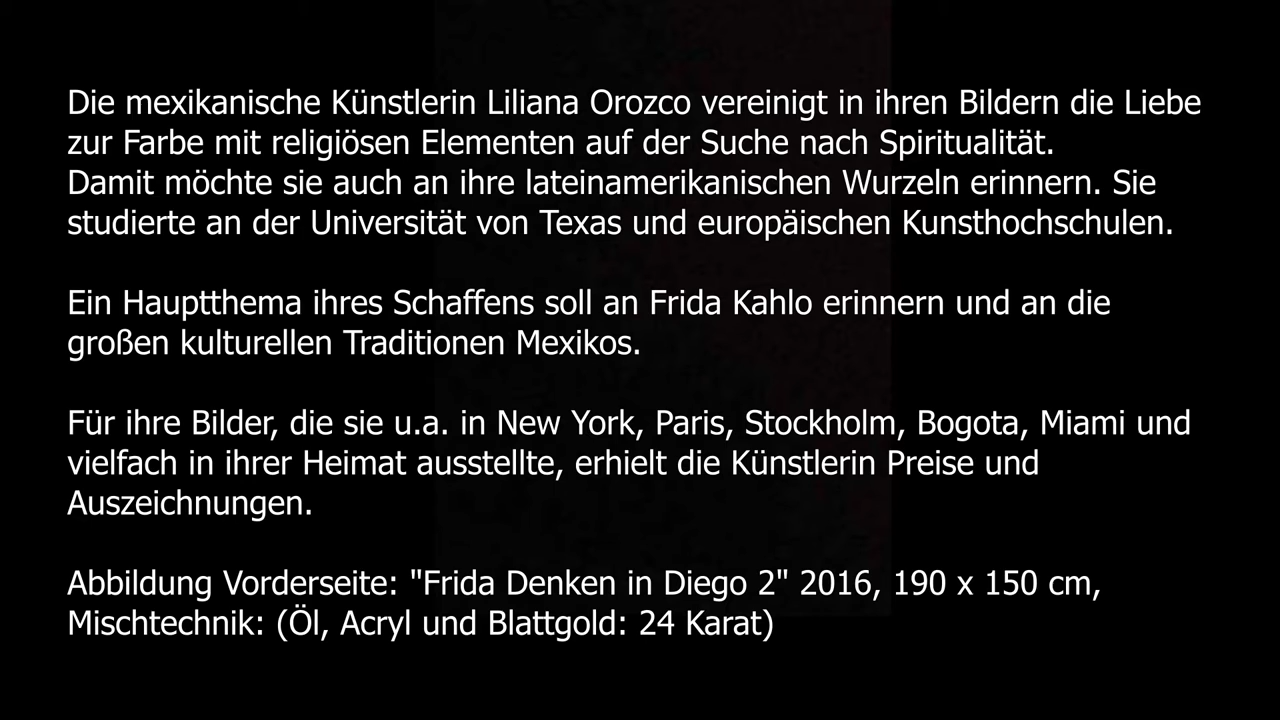 Die mexikanische Künstlerin Liliana Orozco vereinigt in ihren Bildern die Liebe
zur Farbe mit religiösen Elementen auf der Suche nach Spiritualität.
Damit möchte sie auch an ihre lateinamerikanischen Wurzeln erinnern. Sie
studierte an der Universität von Texas und europäischen Kunsthochschulen.
Ein Hauptthema ihres Schaffens soll an Frida Kahlo erinnern und an die
großen kulturellen Traditionen Mexikos.
Für ihre Bilder, die sie u.a. in New York, Paris, Stockholm, Bogota, Miami und
vielfach in ihrer Heimat ausstellte, erhielt die Künstlerin Preise und
Auszeichnungen.
Abbildung Vorderseite: "Frida Denken in Diego 2" 2016, 190 x 150 cm,
Mischtechnik: (Öl, Acryl und Blattgold: 24 Karat)